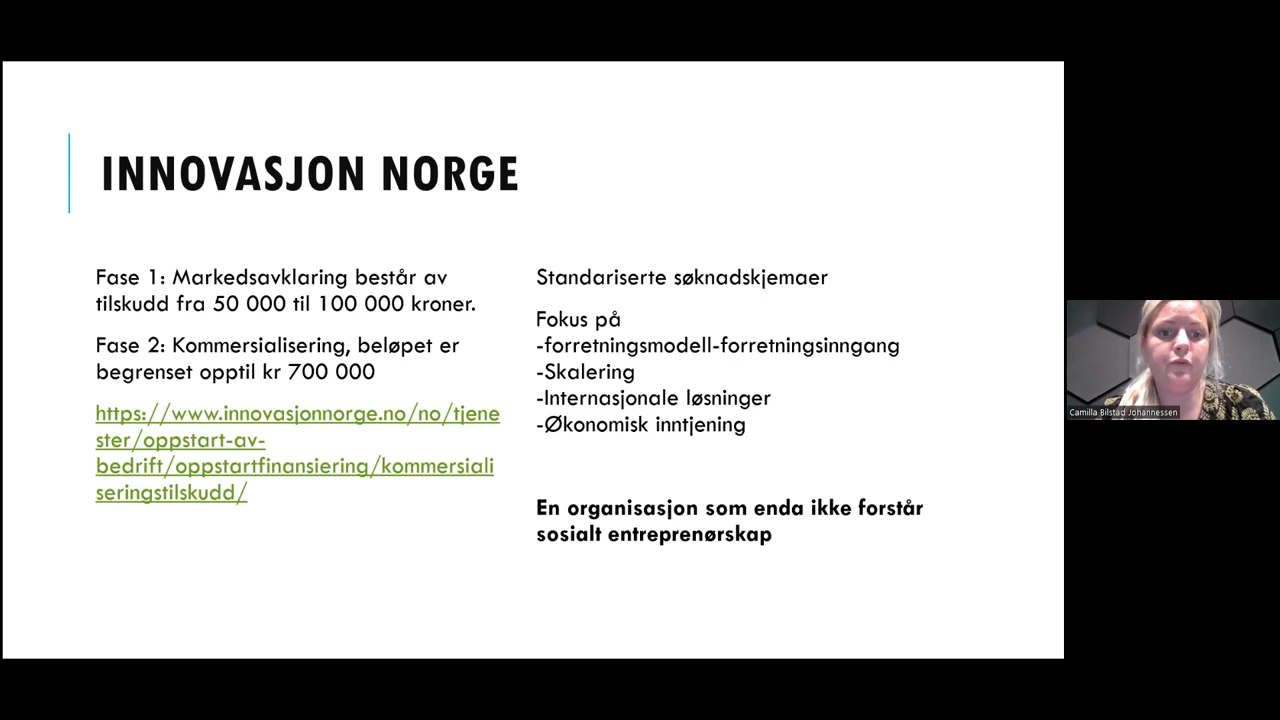 INNOVASJON NORGE
Fase 1: Markedsavklaring består av
tilskudd fra 50 000 til 100 000 kroner.
Fase 2: Kommersialisering, beløpet er
begrenset opptil kr 700 000
https://www.innovasjonnorge.no/no/tjene
ster/oppstart-av-
bedrift/oppstartfinansiering/kommersiali
seringstilskudd/
Standariserte søknadskjemaer
Fokus på
-forretningsmodell-forretningsinngang
-Skalering
-Internasjonale løsninger
-Økonomisk inntjening
En organisasjon som enda ikke forstår
sosialt entreprenørskap
Camilla Bilstad Johannessen